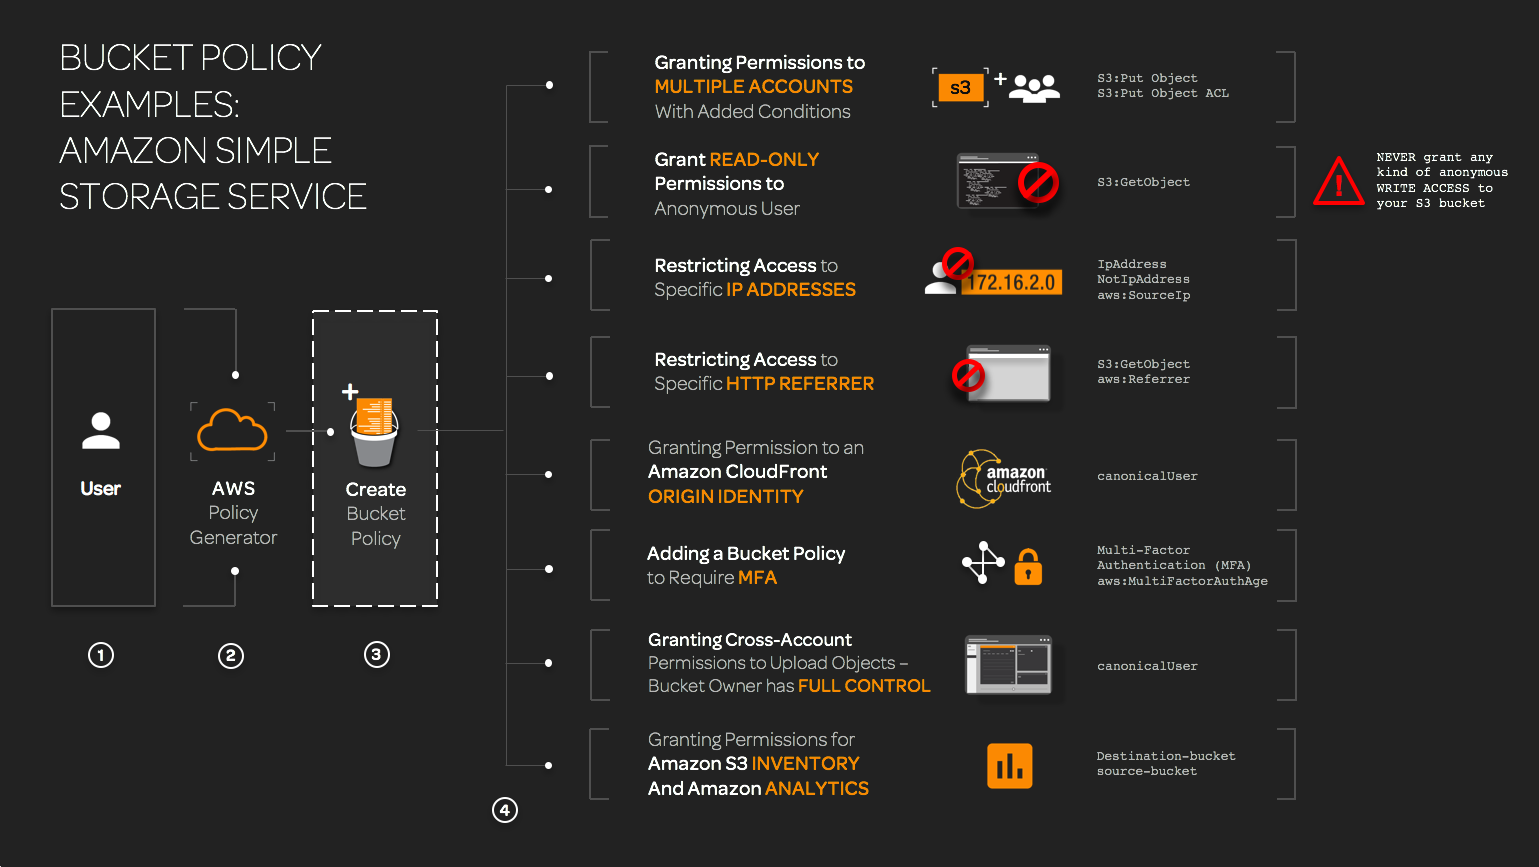 BUCKET POLICY
EXAMPLES:
AMAZON SIMPLE
STORAGE SERVICE
User
AWS
Policy
Generator
Create
Bucket
Policy
1
2
3
4
Granting Permissions to
MULTIPLE ACCOUNTS
With Added Conditions
s3
S3:Put Object
S3:Put Object ACL
Grant READ-ONLY
Permissions to
Anonymous User
S3:GetObject
NEVER grant any
kind of anonymous
WRITE ACCESS to
your S3 bucket
Restricting Access to
Specific IP ADDRESSES
172.16.2.0
IpAddress
NotIpAddress
aws:SourceIp
Restricting Access to
Specific HTTP REFERRER
S3:GetObject
aws:Referrer
Granting Permission to an
Amazon CloudFront
ORIGIN IDENTITY
amazon
cloudfront
canonicalUser
Adding a Bucket Policy
to Require MFA
Multi-Factor
Authentication (MFA)
aws:MultiFactorAuthAge
Granting Cross-Account
Permissions to Upload Objects –
Bucket Owner has FULL CONTROL
canonicalUser
Granting Permissions for
Amazon S3 INVENTORY
And Amazon ANALYTICS
Destination-bucket
source-bucket